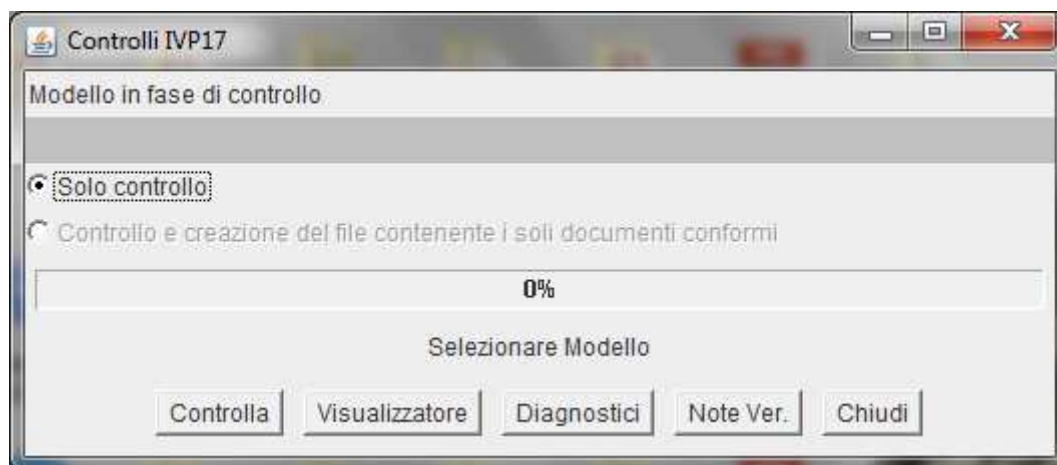 Controlli IVP17
Modello in fase di controllo
Solo controllo
Controllo e creazione del file contenente i soli documenti conformi
0%
Selezionare Modello
Controlla Visualizzatore Diagnostici Note Ver. Chiudi